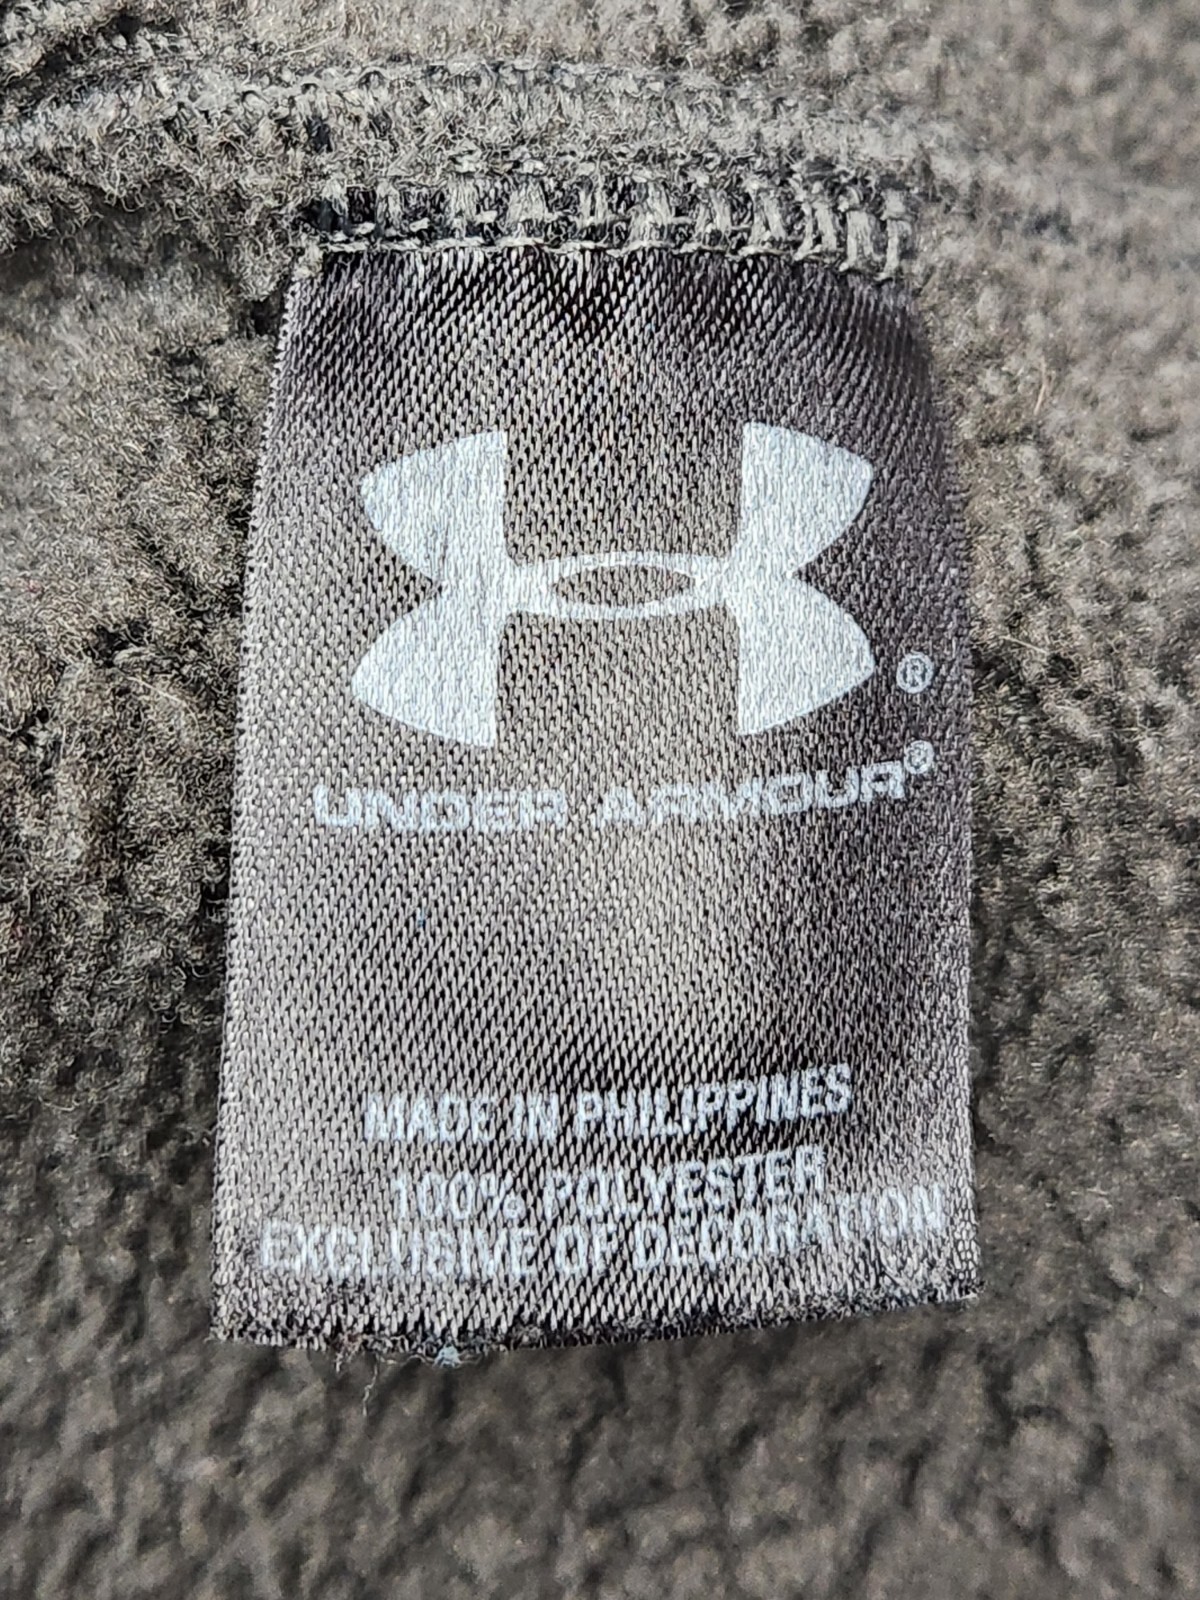 ®
UNDER ARMOUR®
MADE IN PHILIPPINES
100% POLYESTER
EXCLUSIVE OF DECORATION